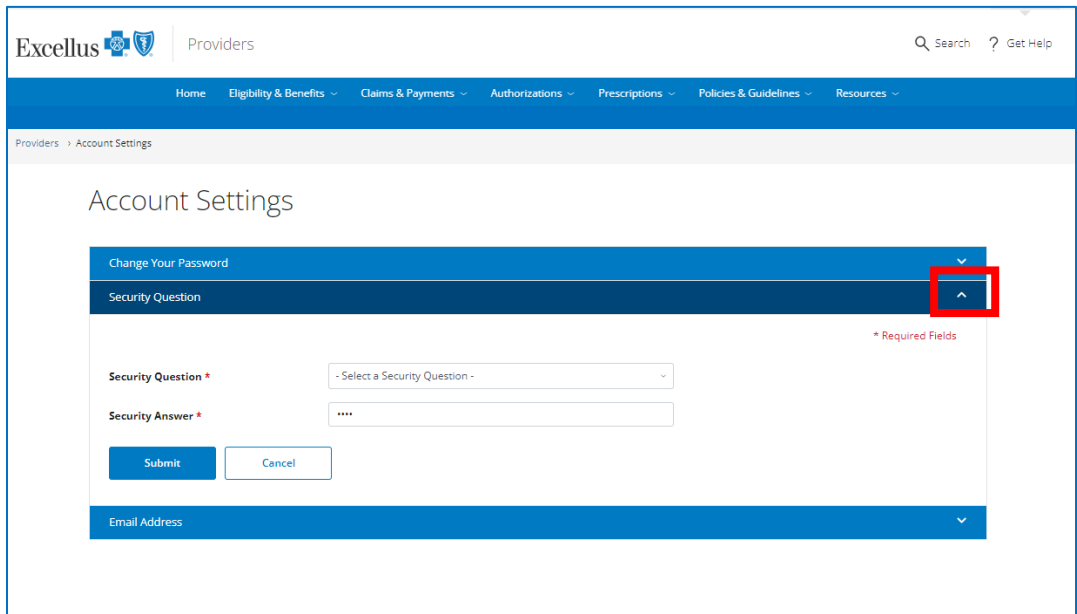 Excellus Providers Search ? Get Help
Home Eligibility & Benefits Claims & Payments Authorizations Prescriptions Policies & Guidelines Resources
Providers › Account Settings
Account Settings
Change Your Password
Security Question
* Required Fields
Security Question * - Select a Security Question -
Security Answer * ••••
Submit Cancel
Email Address